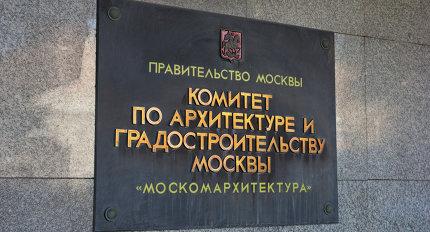 ПРАВИТЕЛЬСТВО МОСКВЫ
КОМИТЕТ
ПО АРХИТЕКТУРЕ И
ГРАДОСТРОИТЕЛЬСТВУ
МОСКВЫ
«МОСКОМАРХИТЕКТУРА»